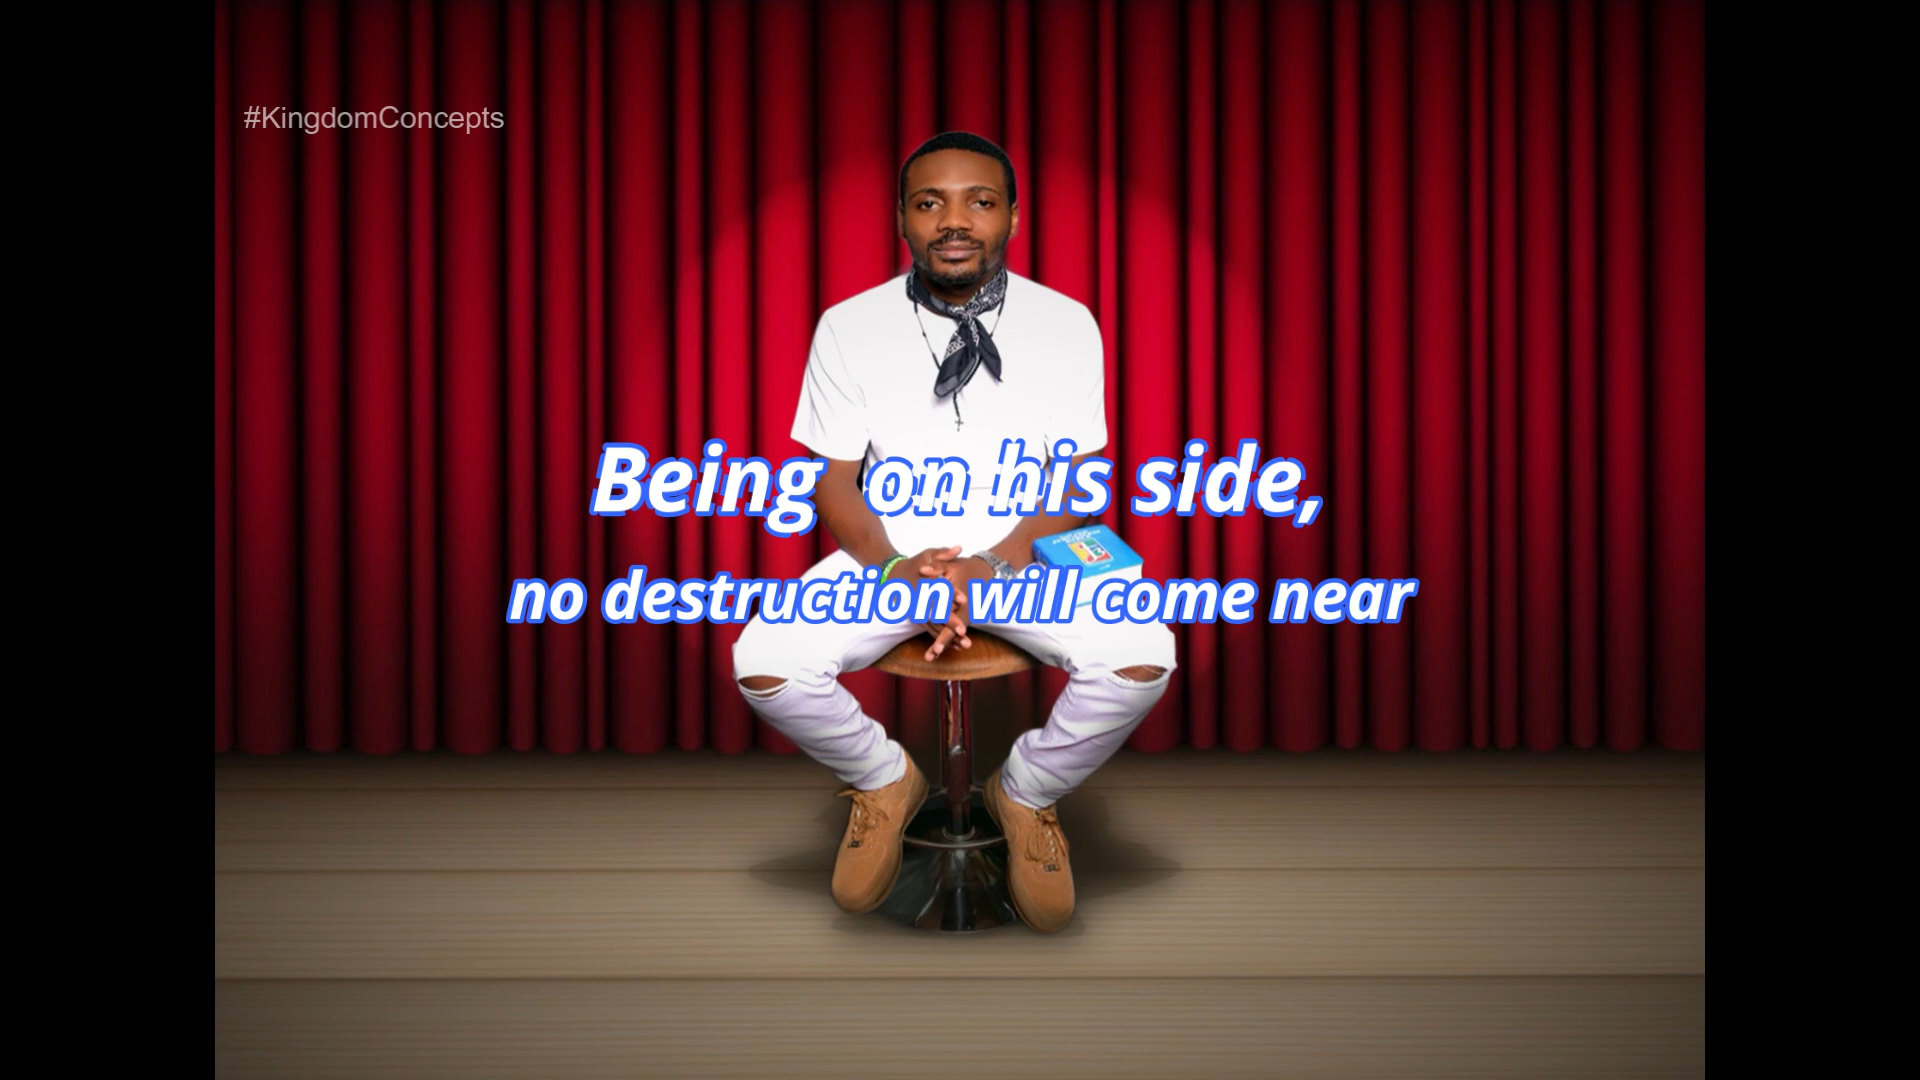 #KingdomConcepts
Being  on his side,
no destruction will come near